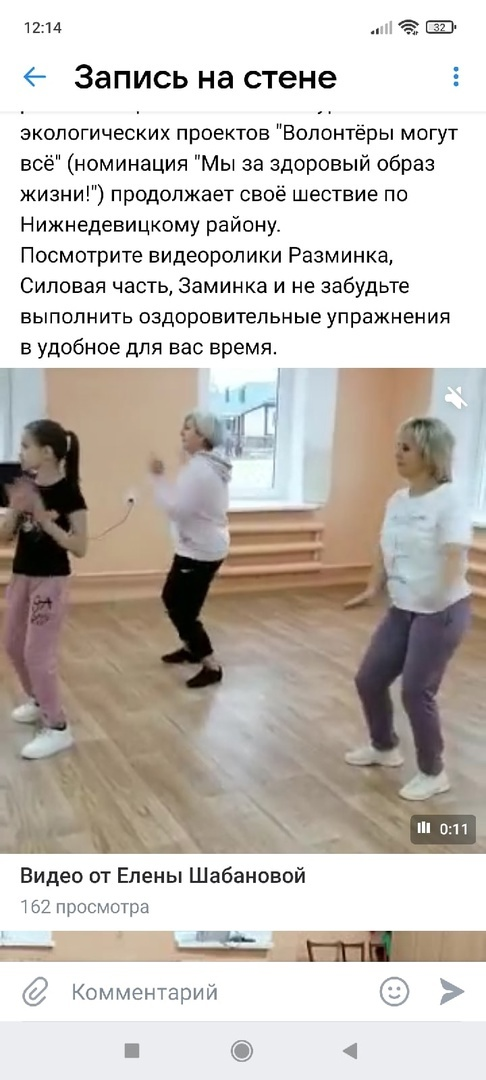 12:14
32
Запись на стене
экологических проектов "Волонтёры могут
всё" (номинация "Мы за здоровый образ
жизни!") продолжает своё шествие по
Нижнедевицкому району.
Посмотрите видеоролики Разминка,
Силовая часть, Заминка и не забудьте
выполнить оздоровительные упражнения
в удобное для вас время.
0:11
Видео от Елены Шабановой
162 просмотра
Комментарий